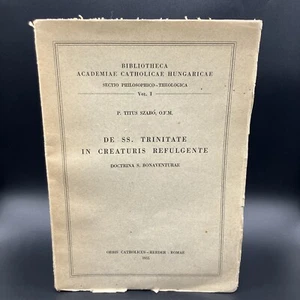 BIBLIOTHECA
ACADEMIAE CATHOLICAE HUNGARICAE
SECTIO PHILOSOPHICO-THEOLOGICA
VOL. I
P. TITUS SZABÓ, O.F.M.
DE SS. TRINITATE
IN CREATURIS REFULGENTE
DOCTRINA S. BONAVENTURAE
ORBIS CATHOLICUS-HERDER-ROMAE
1955